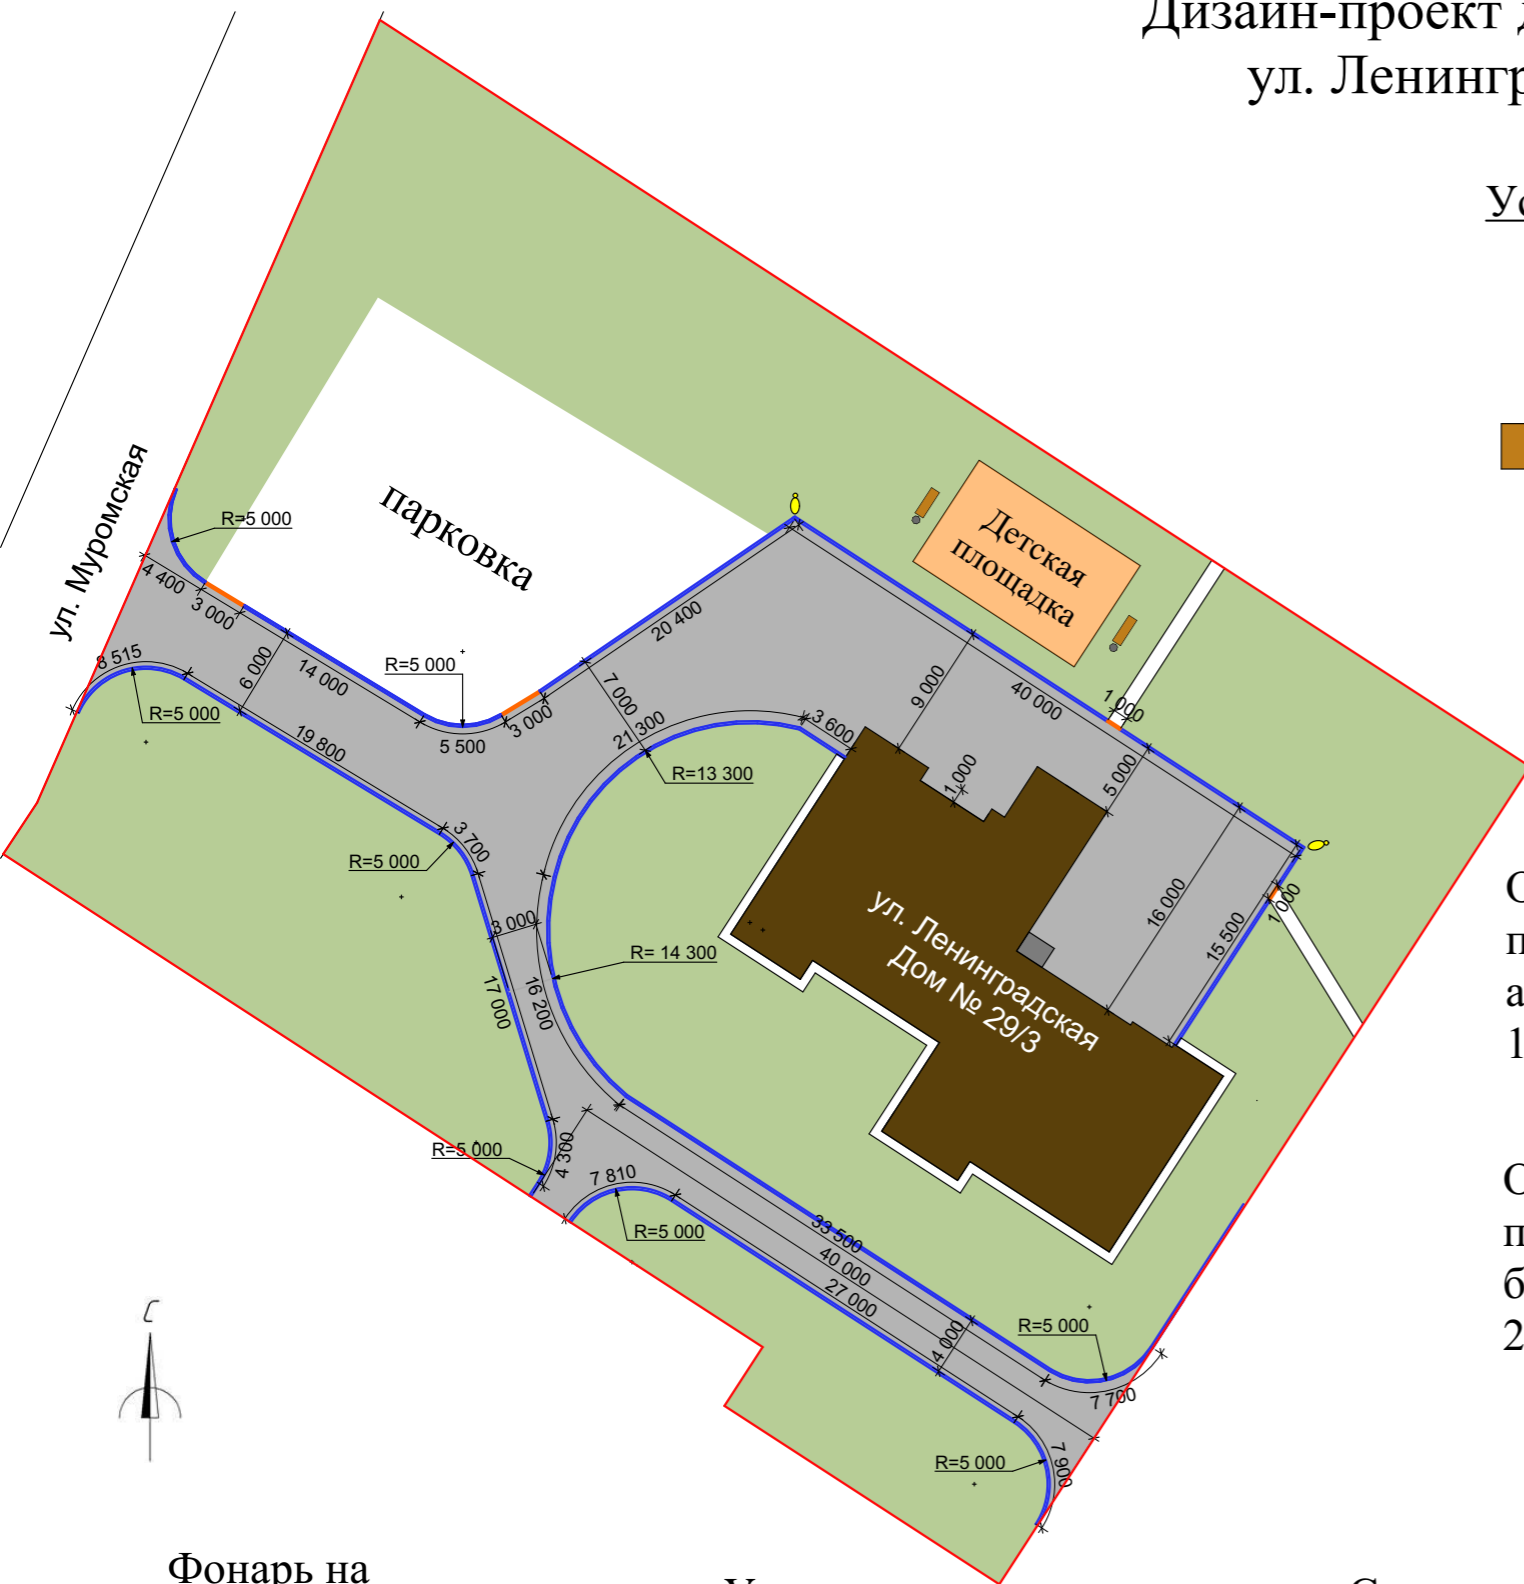 Дизайн-проект
ул. Ленингр
Ус
R=5 000
парковка
ул. Муромская
Детская
площадка
4 400
3 000
8 515
6 000
14 000
R=5 000
20 400
7 000
9 000
40 000
1 000
R=5 000
5 500
3 000
21 300
3 600
19 800
R=13 300
1 000
5 000
3 700
R=5 000
16 000
1 000
15 500
ул. Ленинградская
Дом № 29/3
3 000
R= 14 300
17 000
16 200
R=5 000
4 300
7 810
R=5 000
33 500
40 000
27 000
R=5 000
4 000
7 700
R=5 000
7 900
С
О
п
а
1
О
п
б
2
Фонарь на
У
С